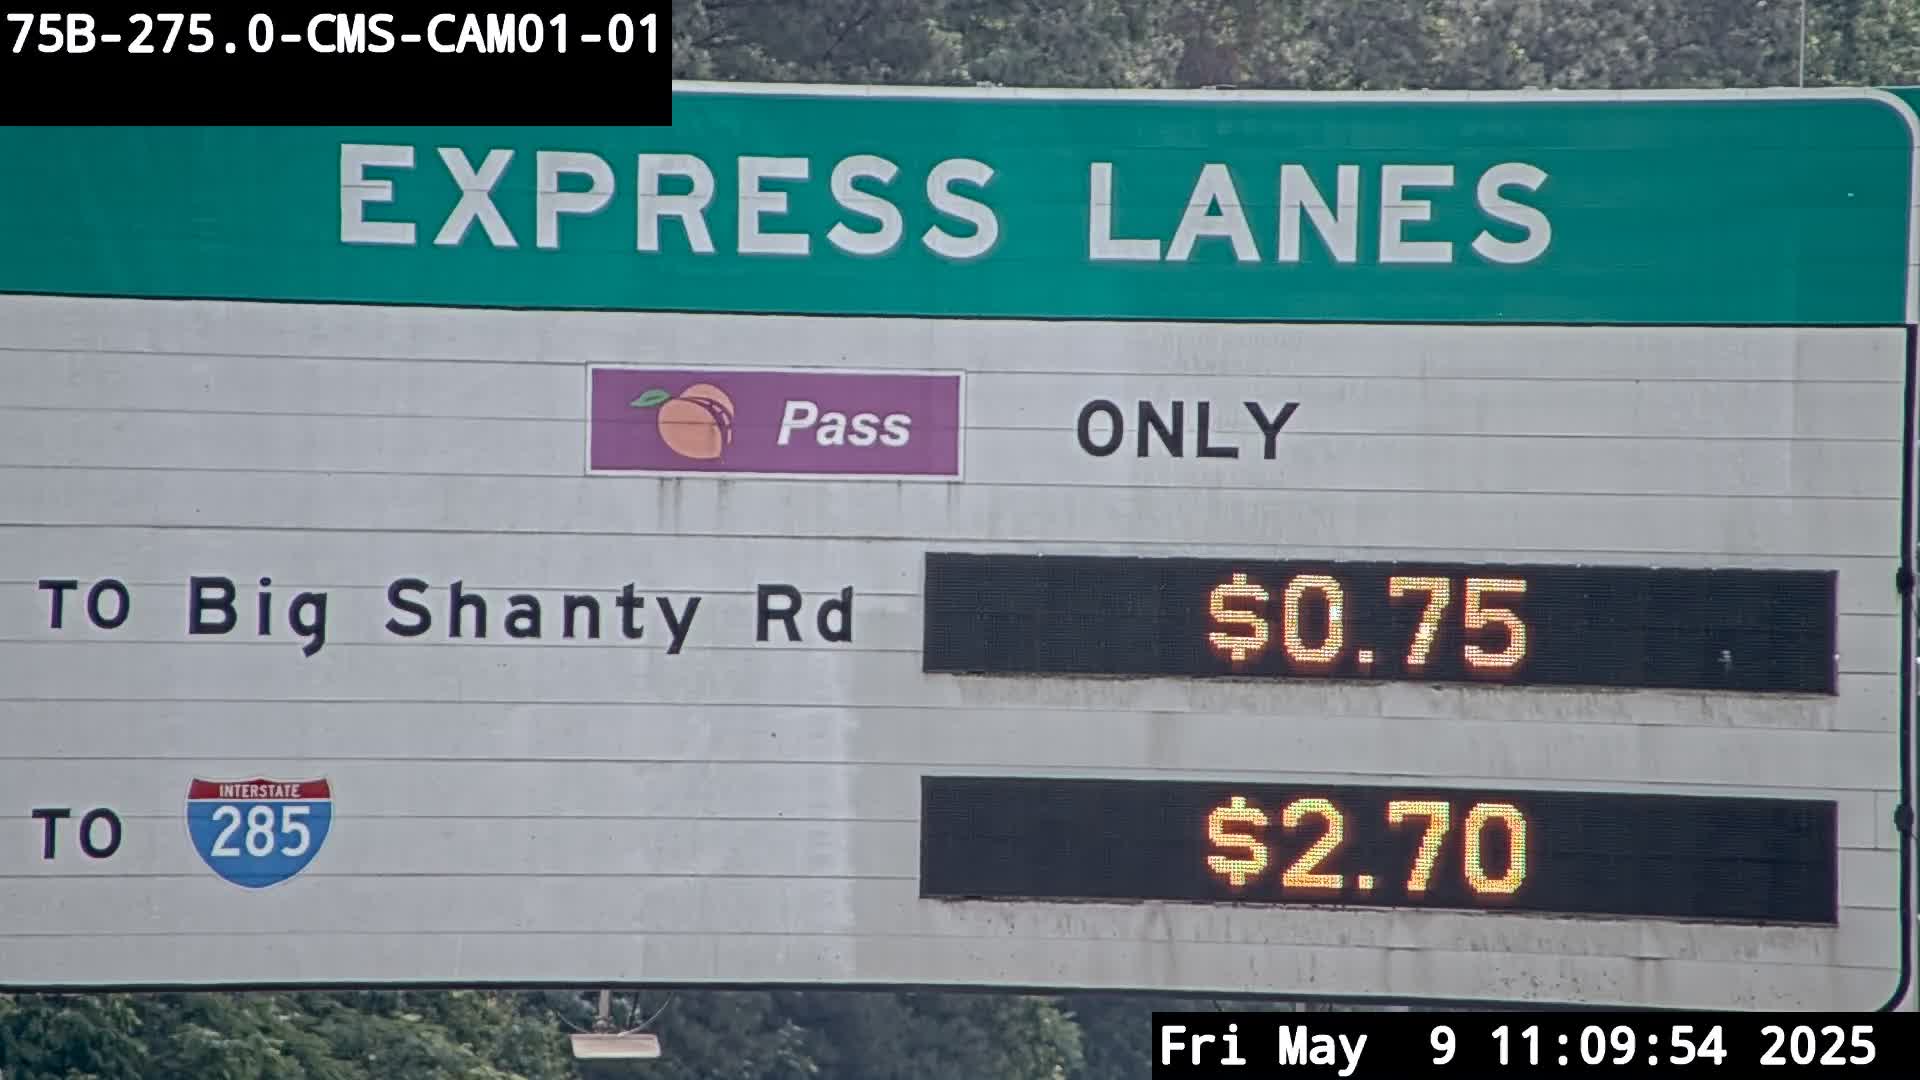 75B-275.0-CMS-CAM01-01
EXPRESS LANES
Pass ONLY
TO Big Shanty Rd $0.75
INTERSTATE
TO 285 $2.70
Fri May 9 11:09:54 2025